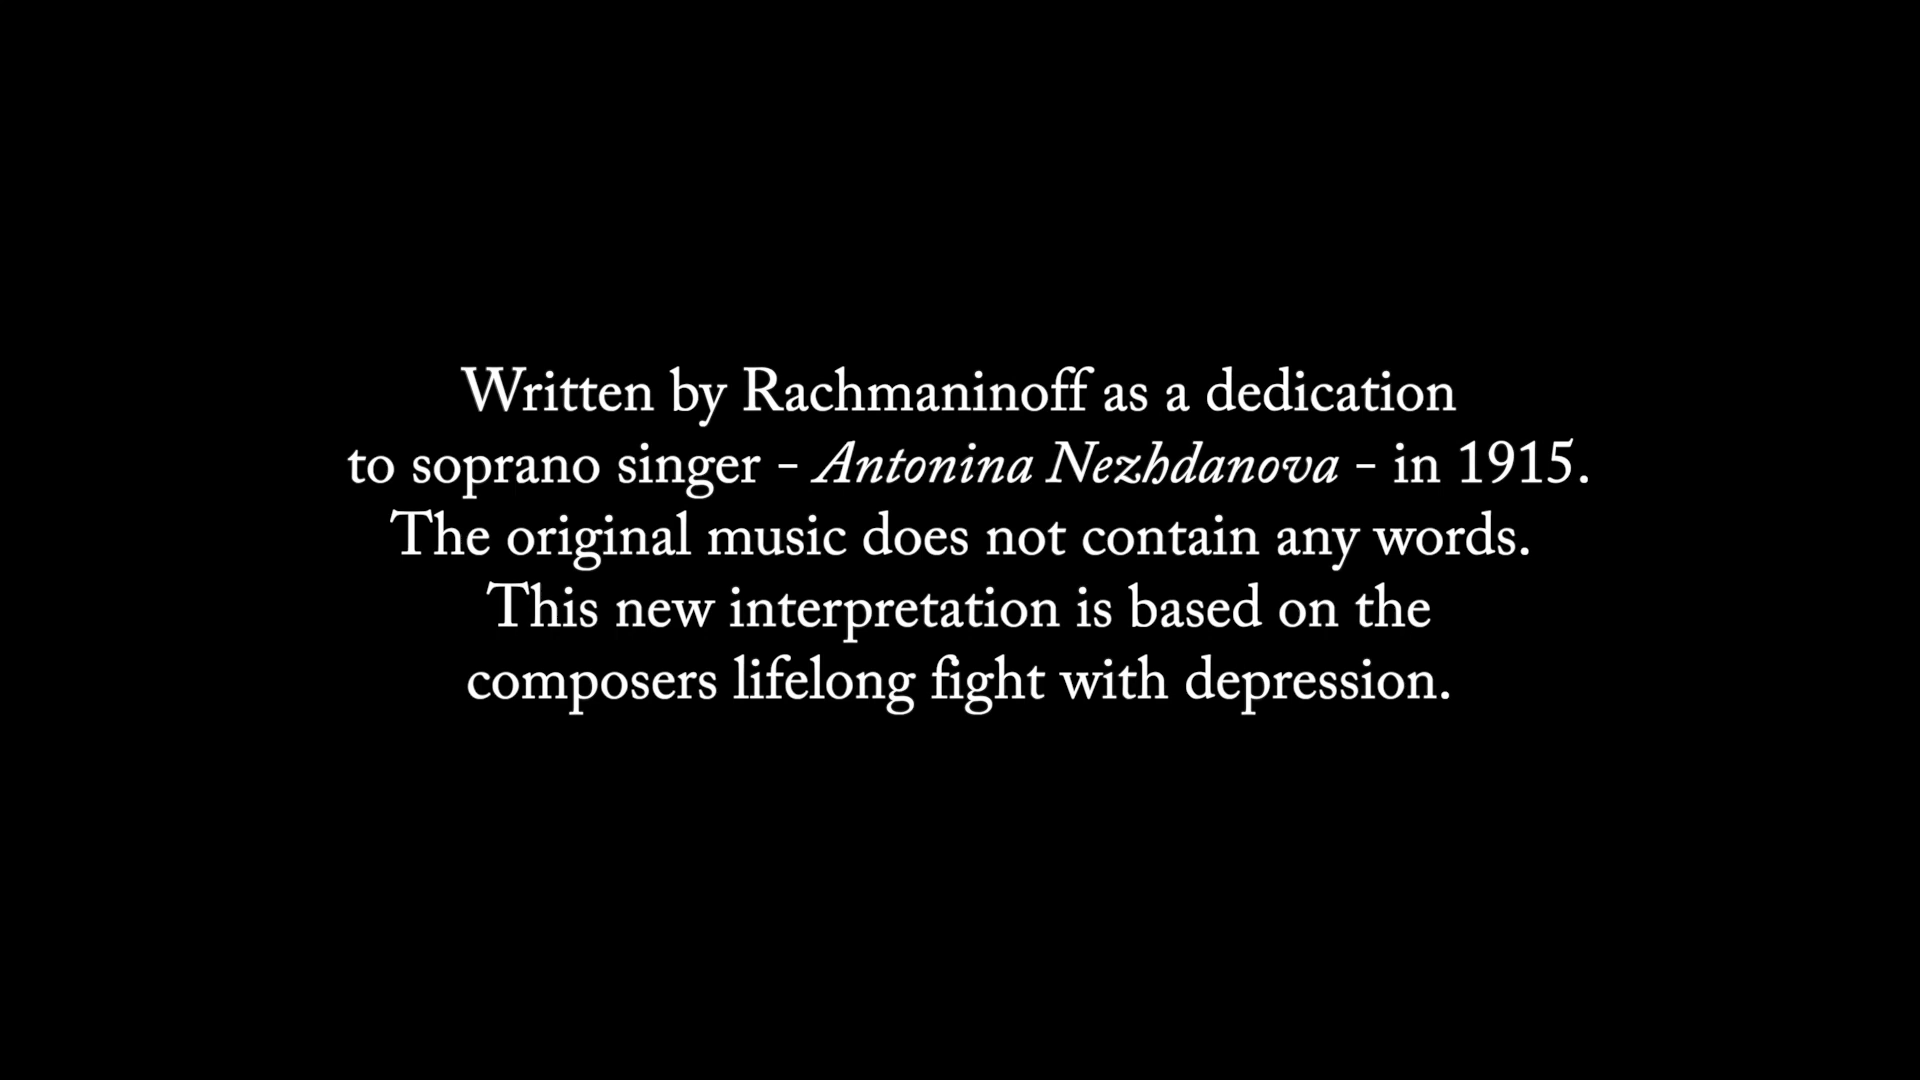 Written by Rachmaninoff as a dedication
to soprano singer - Antonina Nezhdanova - in 1915.
The original music does not contain any words.
This new interpretation is based on the
composers lifelong fight with depression.